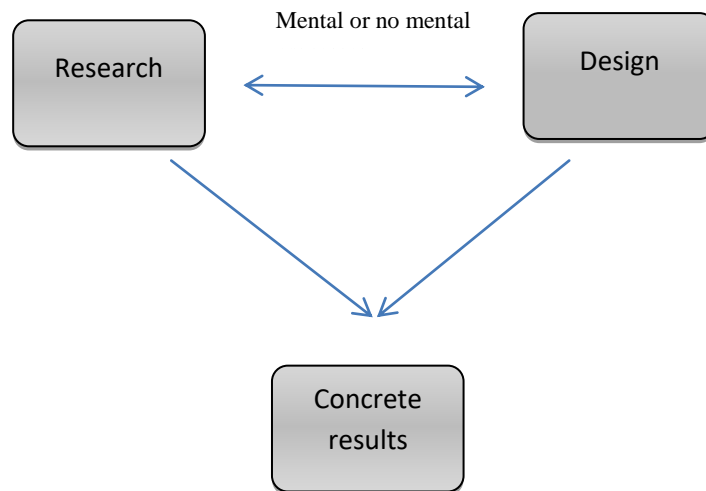 Mental or no mental
Research
Design
Concrete
results